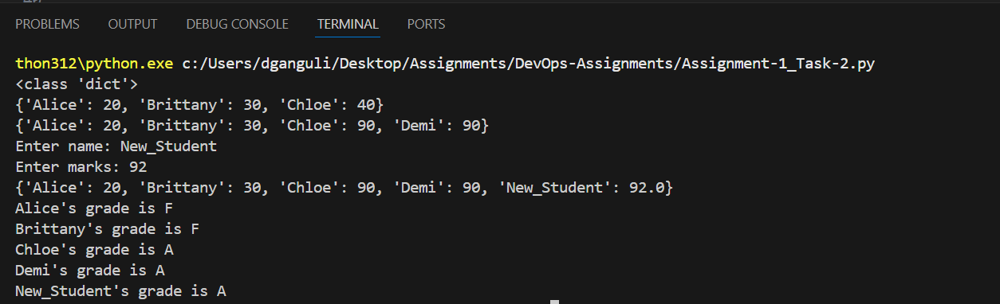 PROBLEMS OUTPUT DEBUG CONSOLE TERMINAL PORTS
thon312\python.exe c:/Users/dganguli/Desktop/Assignments/DevOps-Assignments/Assignment-1_Task-2.py
<class 'dict'>
{'Alice': 20, 'Brittany': 30, 'Chloe': 40}
{'Alice': 20, 'Brittany': 30, 'Chloe': 90, 'Demi': 90}
Enter name: New_Student
Enter marks: 92
{'Alice': 20, 'Brittany': 30, 'Chloe': 90, 'Demi': 90, 'New_Student': 92.0}
Alice's grade is F
Brittany's grade is F
Chloe's grade is A
Demi's grade is A
New_Student's grade is A